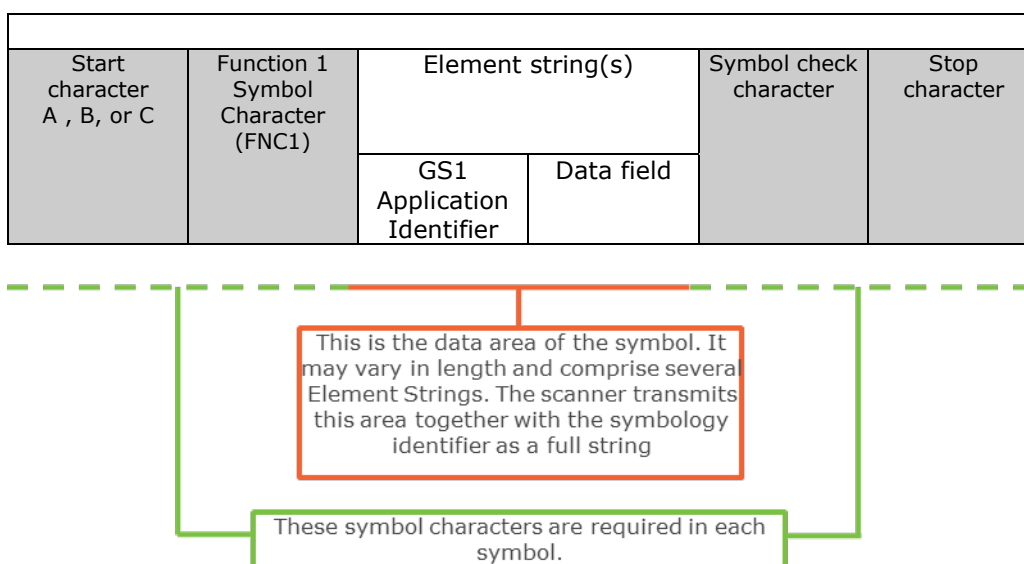 Start
character
A , B, or C
Function 1
Symbol
Character
(FNC1)
Element string(s)
GS1
Application
Identifier
Data field
Symbol check
character
Stop
character
This is the data area of the symbol. It
may vary in length and comprise several
Element Strings. The scanner transmits
this area together with the symbology
identifier as a full string
These symbol characters are required in each
symbol.